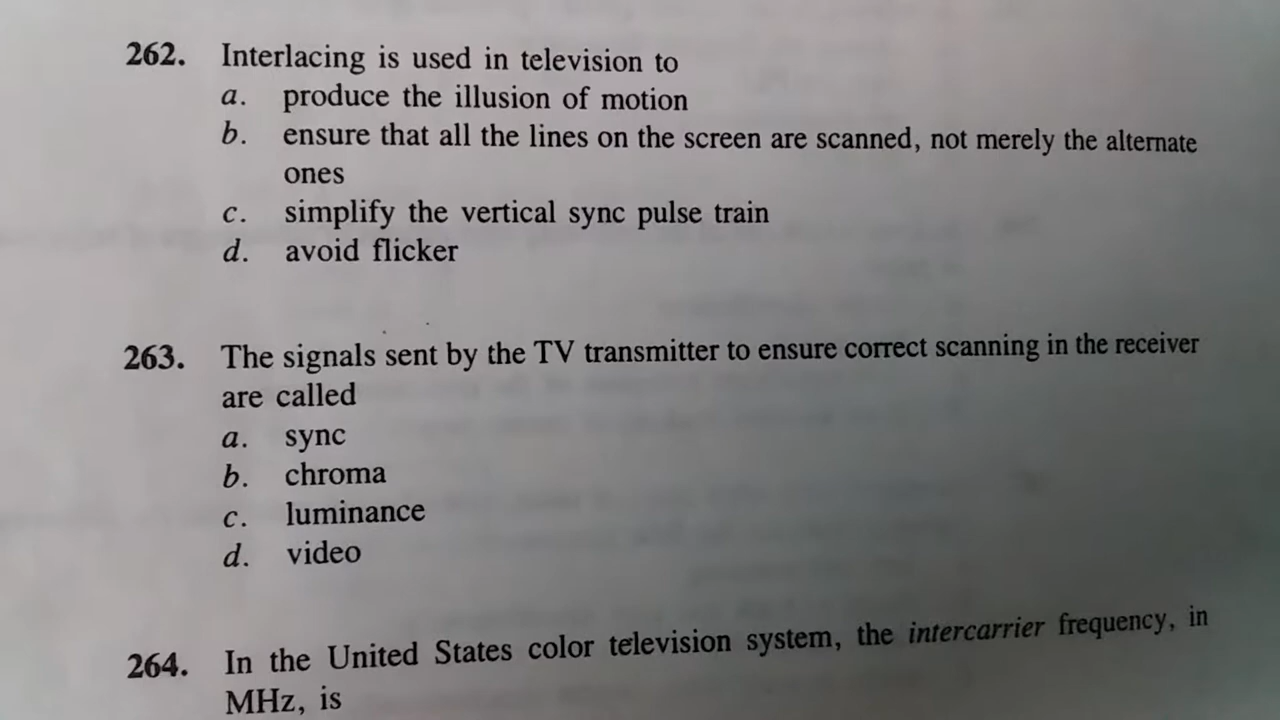 262. Interlacing is used in television to
a. produce the illusion of motion
b. ensure that all the lines on the screen are scanned, not merely the alternate
ones
c. simplify the vertical sync pulse train
d. avoid flicker
263. The signals sent by the TV transmitter to ensure correct scanning in the receiver
are called
a. sync
b. chroma
c. luminance
d. video
264. In the United States color television system, the intercarrier frequency, in
MHz, is